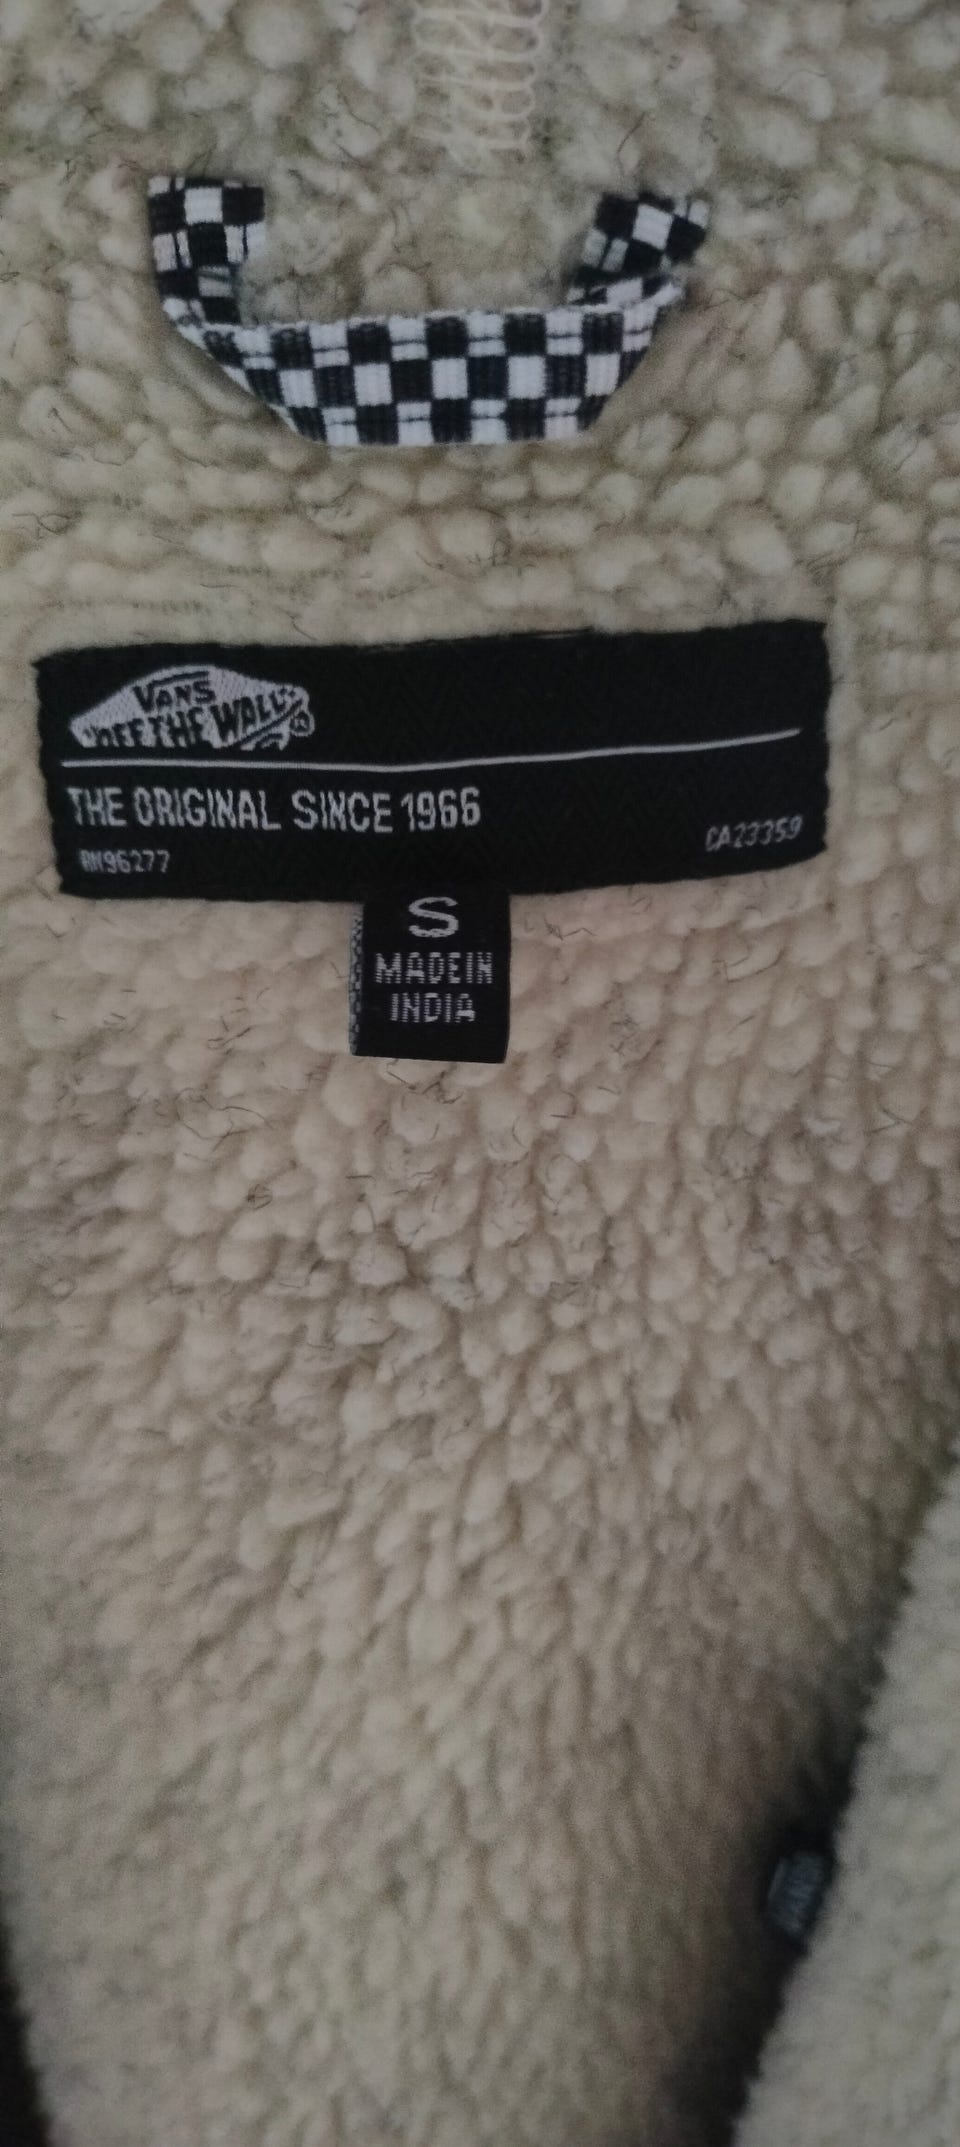 VANS
"OFF THE WALL"
THE ORIGINAL SINCE 1966
RN96277
CA23359
S
MADE IN
INDIA